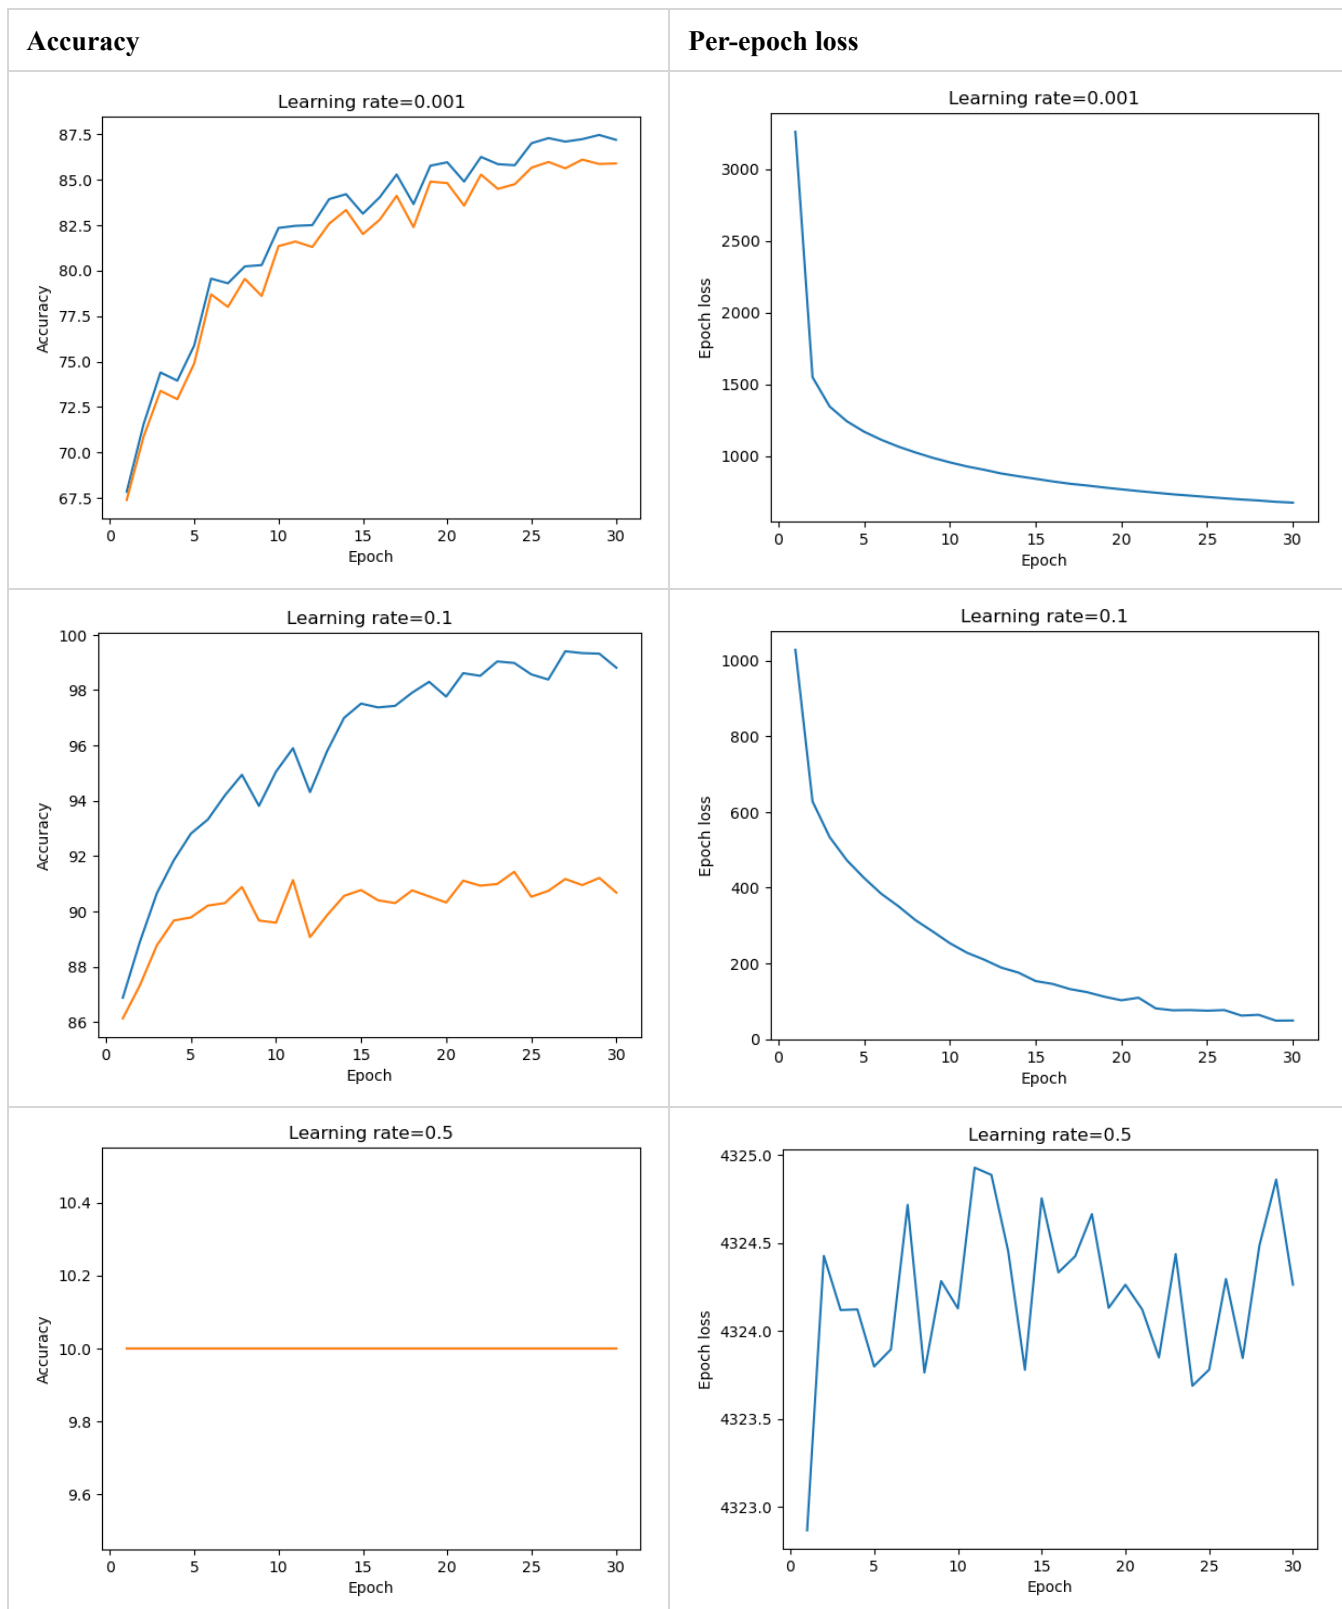 Accuracy
Per-epoch loss
Learning rate=0.001
87.5
85.0
82.5
80.0
77.5
75.0
72.5
70.0
67.5
Accuracy
0 5 10 15 20 25 30
Epoch
Learning rate=0.001
3000
2500
2000
1500
1000
Epoch loss
0 5 10 15 20 25 30
Epoch
Learning rate=0.1
100
98
96
94
92
90
88
86
Accuracy
0 5 10 15 20 25 30
Epoch
Learning rate=0.1
1000
800
600
400
200
0
Epoch loss
0 5 10 15 20 25 30
Epoch
Learning rate=0.5
10.4
10.2
10.0
9.8
9.6
Accuracy
0 5 10 15 20 25 30
Epoch
Learning rate=0.5
4325.0
4324.5
4324.0
4323.5
4323.0
Epoch loss
0 5 10 15 20 25 30
Epoch